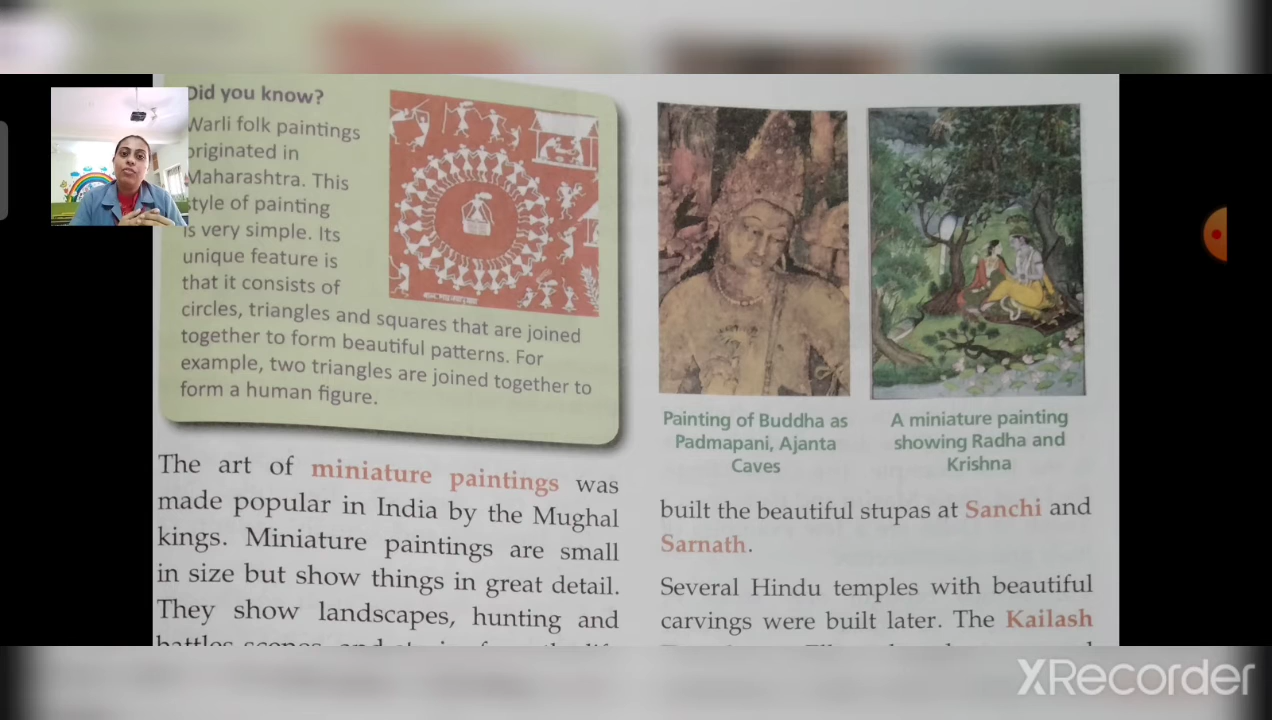 Did you know?
Warli folk paintings
originated in
Maharashtra. This
style of painting
is very simple. Its
unique feature is
that it consists of
circles, triangles and squares that are joined
together to form beautiful patterns. For
example, two triangles are joined together to
form a human figure.
The art of miniature paintings was
made popular in India by the Mughal
kings. Miniature paintings are small
in size but show things in great detail.
They show landscapes, hunting and
battles scenes, and
Painting of Buddha as
Padmapani, Ajanta
Caves
A miniature painting
showing Radha and
Krishna
built the beautiful stupas at Sanchi and
Sarnath.
Several Hindu temples with beautiful
carvings were built later. The Kailash
XRecorder